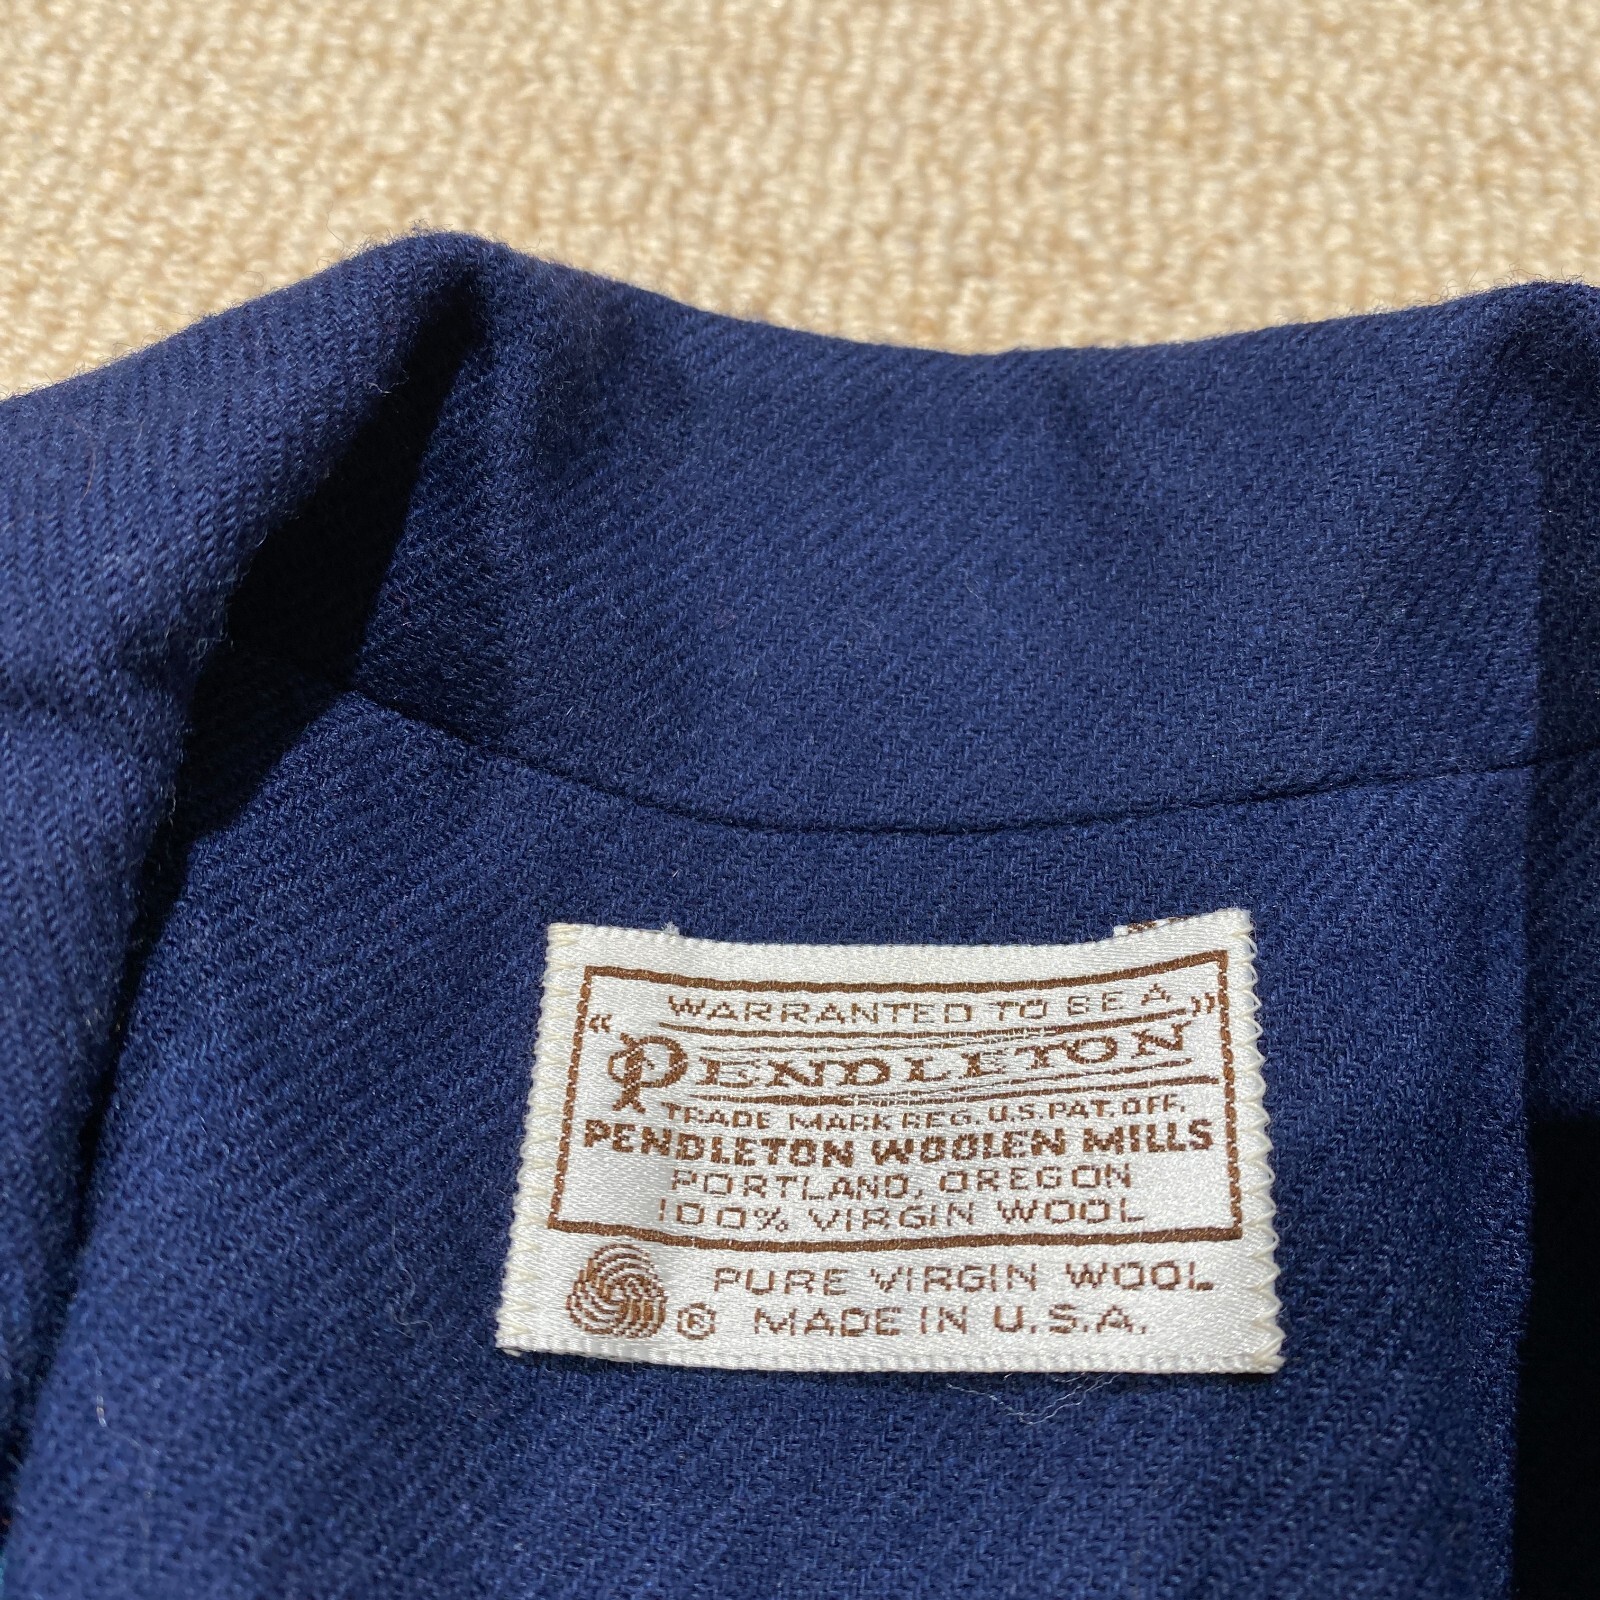 WARRANTED TO BE A
"PENDLETON"
TRADE MARK REG. U.S. PAT. OFF.
PENDLETON WOOLEN MILLS
PORTLAND, OREGON
100% VIRGIN WOOL
PURE VIRGIN WOOL
® MADE IN U.S.A.